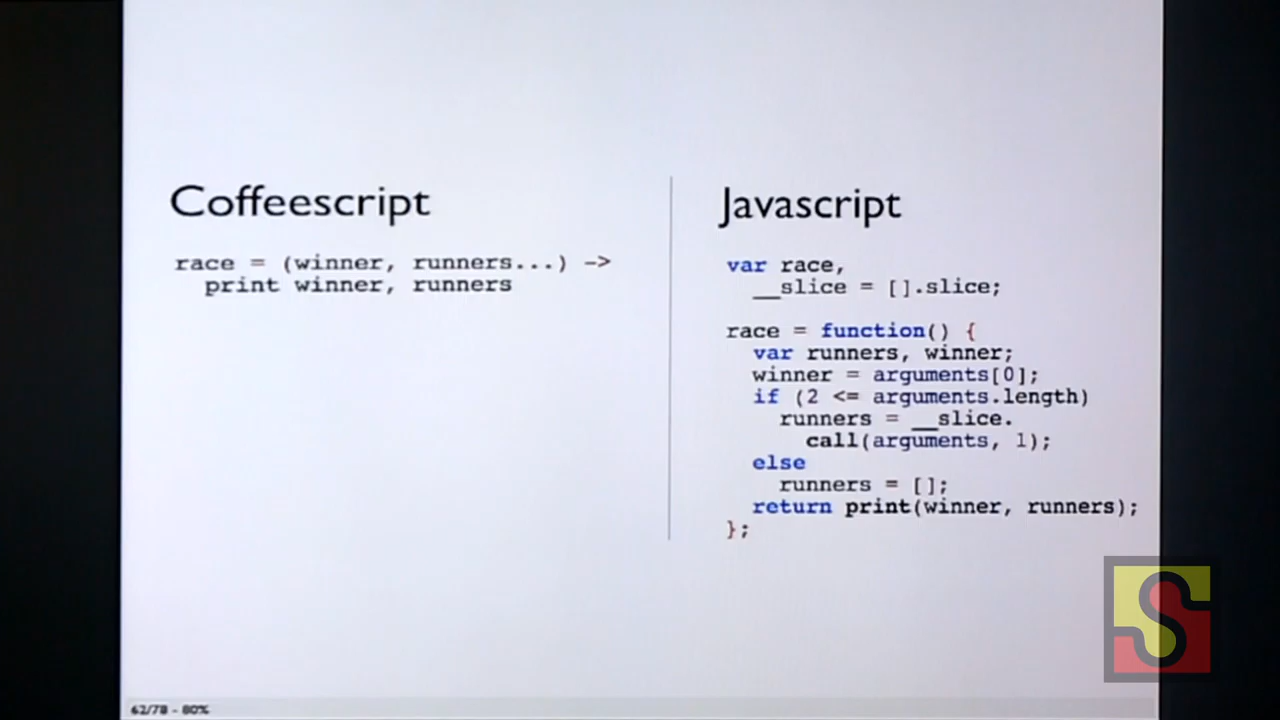 Coffeescript
race = (winner, runners...) ->
  print winner, runners
Javascript
var race,
  __slice = [].slice;
race = function() {
  var runners, winner;
  winner = arguments[0];
  if (2 <= arguments.length)
    runners = __slice.
      call(arguments, 1);
  else
    runners = [];
  return print(winner, runners);
};
S
62/78 - 80%